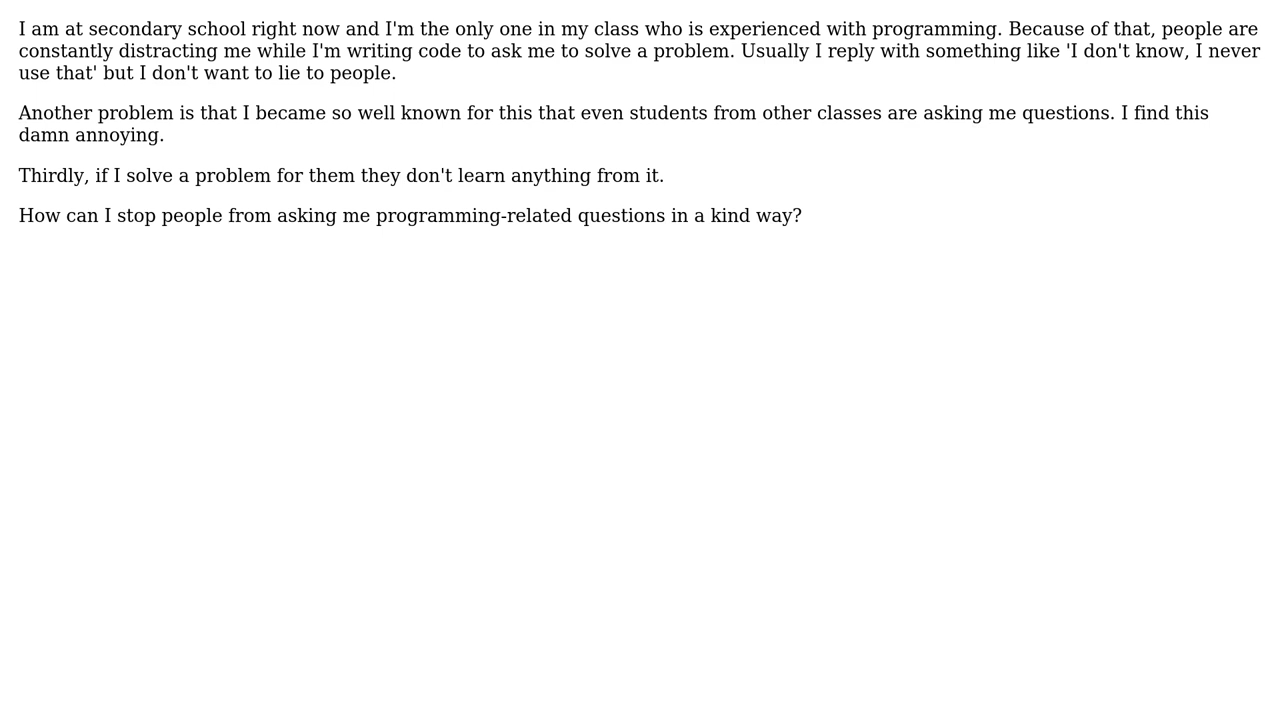 I am at secondary school right now and I'm the only one in my class who is experienced with programming. Because of that, people are
constantly distracting me while I'm writing code to ask me to solve a problem. Usually I reply with something like 'I don't know, I never
use that' but I don't want to lie to people.
Another problem is that I became so well known for this that even students from other classes are asking me questions. I find this
damn annoying.
Thirdly, if I solve a problem for them they don't learn anything from it.
How can I stop people from asking me programming-related questions in a kind way?